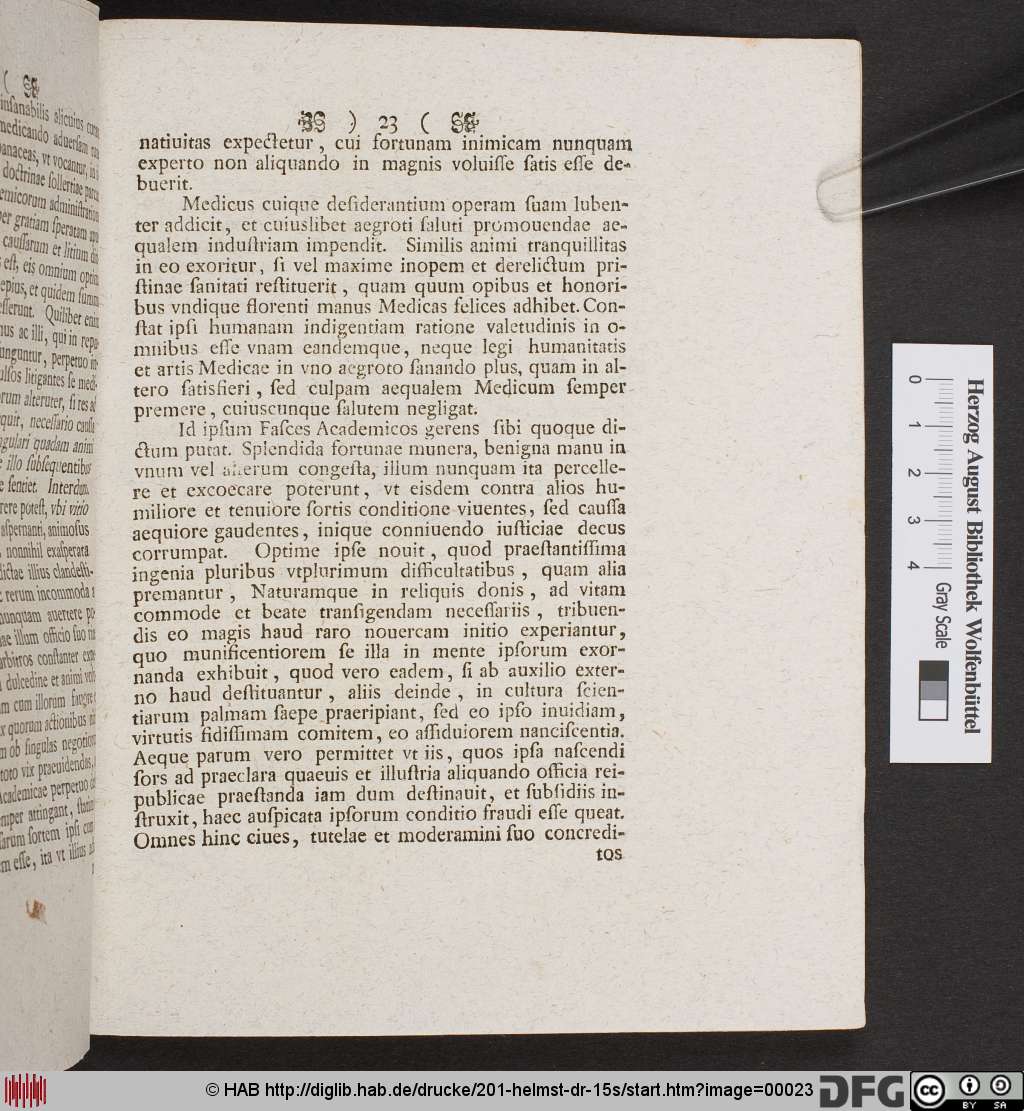 ) 23 (
natiuitas expectetur, cui fortunam inimicam nunquam
experto non aliquando in magnis voluiſſe ſatis eſſe de-
buerit.
Medicus cuique deſiderantium operam ſuam luben-
ter addicit, et cuiuslibet aegroti ſaluti promouendae ae-
qualem induſtriam impendit. Similis animi tranquillitas
in eo exoritur, ſi vel maxime inopem et derelictum pri-
ſtinae ſanitati reſtituerit, quam quum opibus et honori-
bus vndique florenti manus Medicas felices adhibet. Con-
ſtat ipſi humanam indigentiam ratione valetudinis in o-
mnibus eſſe vnam eandemque, neque legi humanitatis
et artis Medicae in vno aegroto ſanando plus, quam in al-
tero ſatisfieri, ſed culpam aequalem Medicum ſemper
premere, cuiuscunque ſalutem negligat.
Id ipſum Faſces Academicos gerens ſibi quoque di-
ctum putat. Splendida fortunae munera, benigna manu in
vnum vel alterum congeſta, illum nunquam ita percelle-
re et excoecare poterunt, vt eisdem contra alios hu-
miliore et tenuiore ſortis conditione viuentes, ſed cauſſa
aequiore gaudentes, inique conniuendo iuſticiae decus
corrumpat. Optime ipſe nouit, quod praeſtantiſſima
ingenia pluribus vtplurimum difficultatibus, quam alia
premantur, Naturamque in reliquis donis, ad vitam
commode et beate tranſigendam neceſſariis, tribuen-
dis eo magis haud raro nouercam initio experiantur,
quo munificentiorem ſe illa in mente ipſorum exor-
nanda exhibuit, quod vero eadem, ſi ab auxilio exter-
no haud deſtituantur, aliis deinde, in cultura ſcien-
tiarum palmam ſaepe praeripiant, ſed eo ipſo inuidiam,
virtutis fidiſſimam comitem, eo aſſiduiorem nanciſcentia.
Aeque parum vero permittet vt iis, quos ipſa naſcendi
ſors ad praeclara quaeuis et illuſtria aliquando officia rei-
publicae praeſtanda iam dum deſtinauit, et ſubſidiis in-
ſtruxit, haec auſpicata ipſorum conditio fraudi eſſe queat.
Omnes hinc ciues, tutelae et moderamini ſuo concredi-
tos
Herzog August Bibliothek Wolfenbüttel
0 1 2 3 4
Gray Scale
© HAB http://diglib.hab.de/drucke/201-helmst-dr-15s/start.htm?image=00023
DFG
cc BY SA